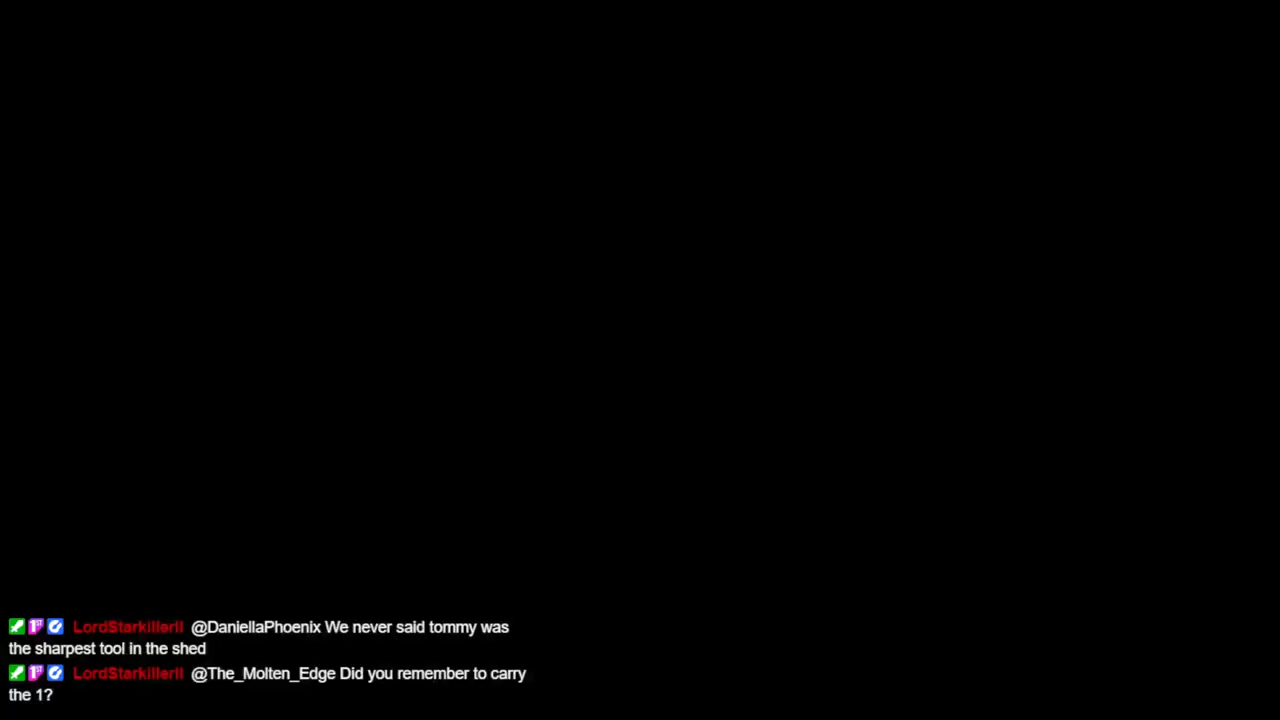 LordStarkillerII @DaniellaPhoenix We never said tommy was
the sharpest tool in the shed
LordStarkillerII @The_Molten_Edge Did you remember to carry
the 1?